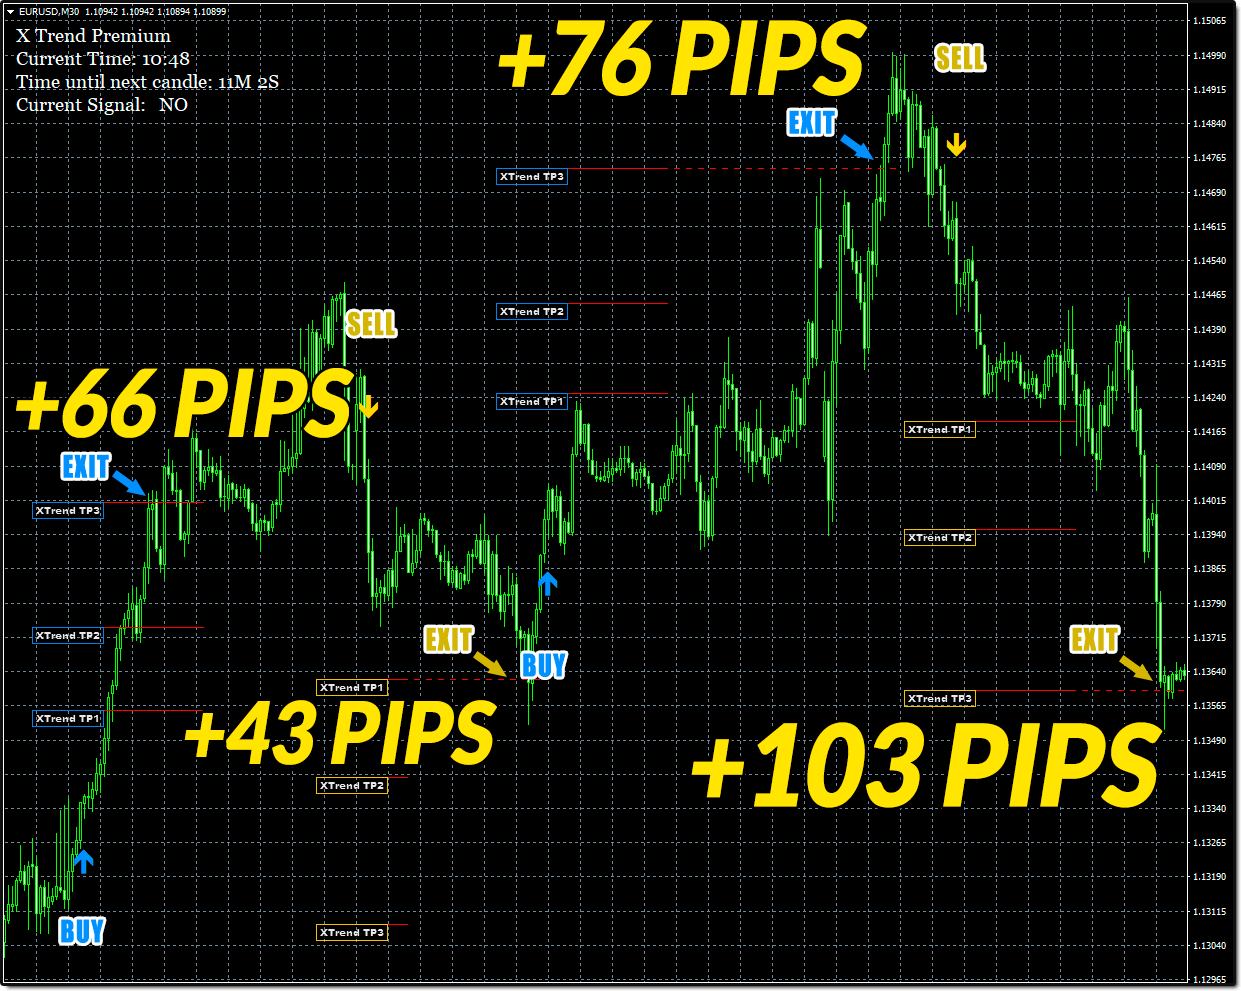 EURUSD,M30 1.10942 1.10942 1.10894 1.10899
X Trend Premium
Current Time: 10:48
Time until next candle: 11M 2S
Current Signal: NO
+76 PIPS
SELL
EXIT
XTrend TP3
XTrend TP2
SELL
+66 PIPS
XTrend TP1
XTrend TP1
EXIT
XTrend TP3
XTrend TP2
XTrend TP2
EXIT
BUY
EXIT
XTrend TP1
XTrend TP3
XTrend TP1
+43 PIPS
+103 PIPS
XTrend TP2
BUY
XTrend TP3
1.15065
1.14990
1.14915
1.14840
1.14765
1.14690
1.14615
1.14540
1.14465
1.14390
1.14315
1.14240
1.14165
1.14090
1.14015
1.13940
1.13865
1.13790
1.13715
1.13640
1.13565
1.13490
1.13415
1.13340
1.13265
1.13190
1.13115
1.13040
1.12965